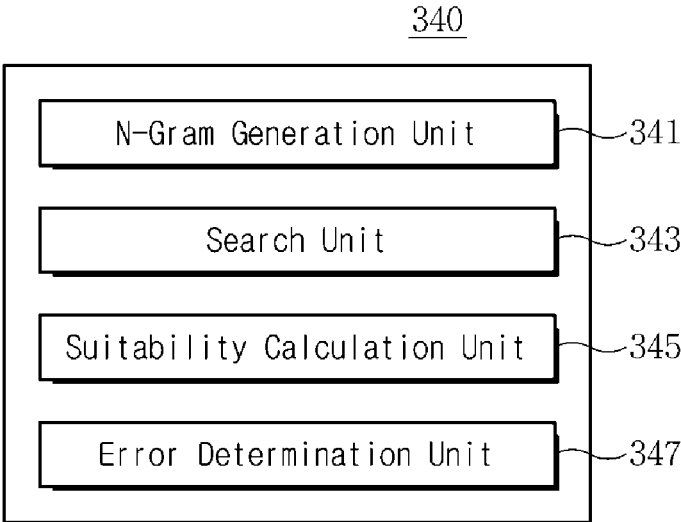 340
N-Gram Generation Unit 341
Search Unit 343
Suitability Calculation Unit 345
Error Determination Unit 347